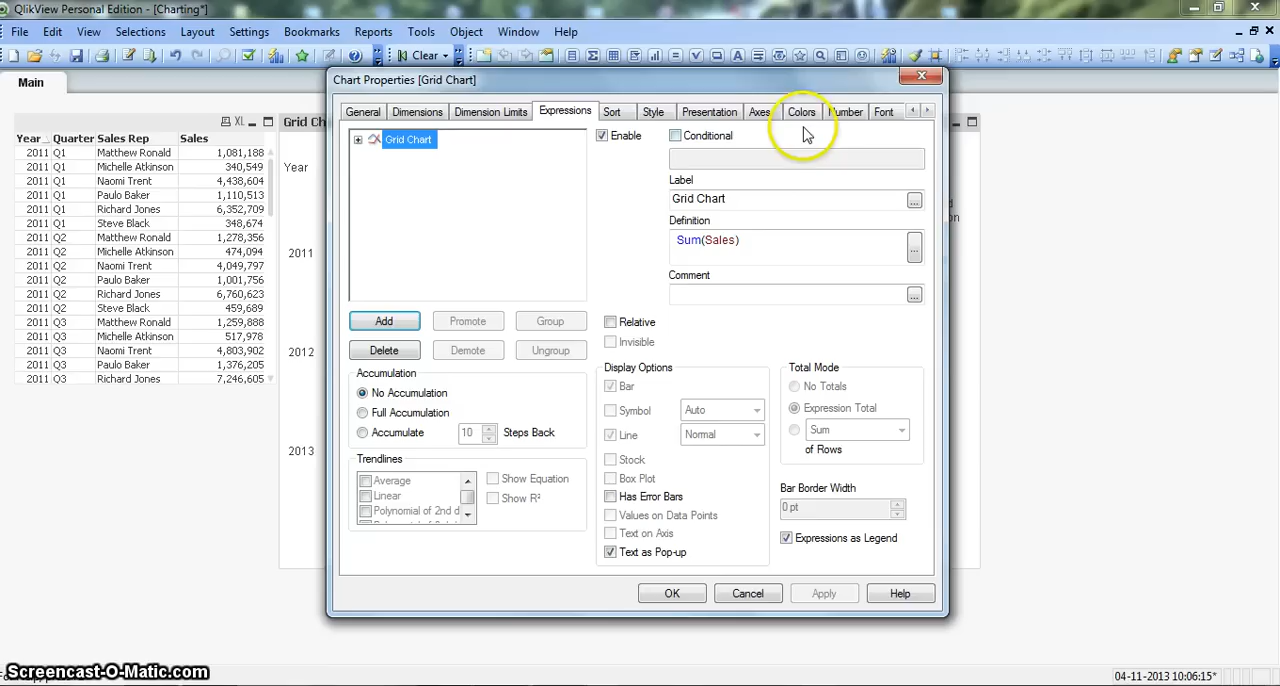 QlikView Personal Edition - [Charting*]
File Edit View Selections Layout Settings Bookmarks Reports Tools Object Window Help
Clear
Main
Chart Properties [Grid Chart]
General Dimensions Dimension Limits Expressions Sort Style Presentation Axes Colors Number Font
XL
Year Quarter Sales Rep Sales
2011 Q1 Matthew Ronald 1,081,188
2011 Q1 Michelle Atkinson 340,549
2011 Q1 Naomi Trent 4,438,604
2011 Q1 Paulo Baker 1,110,513
2011 Q1 Richard Jones 6,352,709
2011 Q1 Steve Black 348,674
2011 Q2 Matthew Ronald 1,278,356
2011 Q2 Michelle Atkinson 474,094
2011 Q2 Naomi Trent 4,049,797
2011 Q2 Paulo Baker 1,001,756
2011 Q2 Richard Jones 6,760,623
2011 Q2 Steve Black 459,689
2011 Q3 Matthew Ronald 1,259,888
2011 Q3 Michelle Atkinson 517,978
2011 Q3 Naomi Trent 4,803,902
2011 Q3 Paulo Baker 1,376,205
2011 Q3 Richard Jones 7,246,605
Grid Ch
Year
2011
2012
2013
Grid Chart
Enable
Conditional
Label
Grid Chart
...
Definition
Sum(Sales)
...
Comment
...
Add Promote Group
Delete Demote Ungroup
Accumulation
No Accumulation
Full Accumulation
Accumulate 10 Steps Back
Trendlines
Average
Linear
Polynomial of 2nd d
Show Equation
Show R²
Relative
Invisible
Display Options
Bar
Symbol Auto
Line Normal
Stock
Box Plot
Has Error Bars
Values on Data Points
Text on Axis
Text as Pop-up
Total Mode
No Totals
Expression Total
Sum
of Rows
Bar Border Width
0 pt
Expressions as Legend
OK Cancel Apply Help
Screencast-O-Matic.com
04-11-2013 10:06:15*